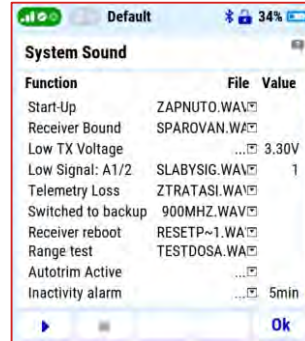 Default 34%
System Sound
Function File Value
Start-Up ZAPNUTO.WAV
Receiver Bound SPAROVAN.WA
Low TX Voltage ... 3.30V
Low Signal: A1/2 SLABYSIG.WA 1
Telemetry Loss ZTRATASI.WA
Switched to backup 900MHZ.WAV
Receiver reboot RESETP~1.WA
Range test TESTDOSA.WA
Autotrim Active ...
Inactivity alarm ... 5min
Ok